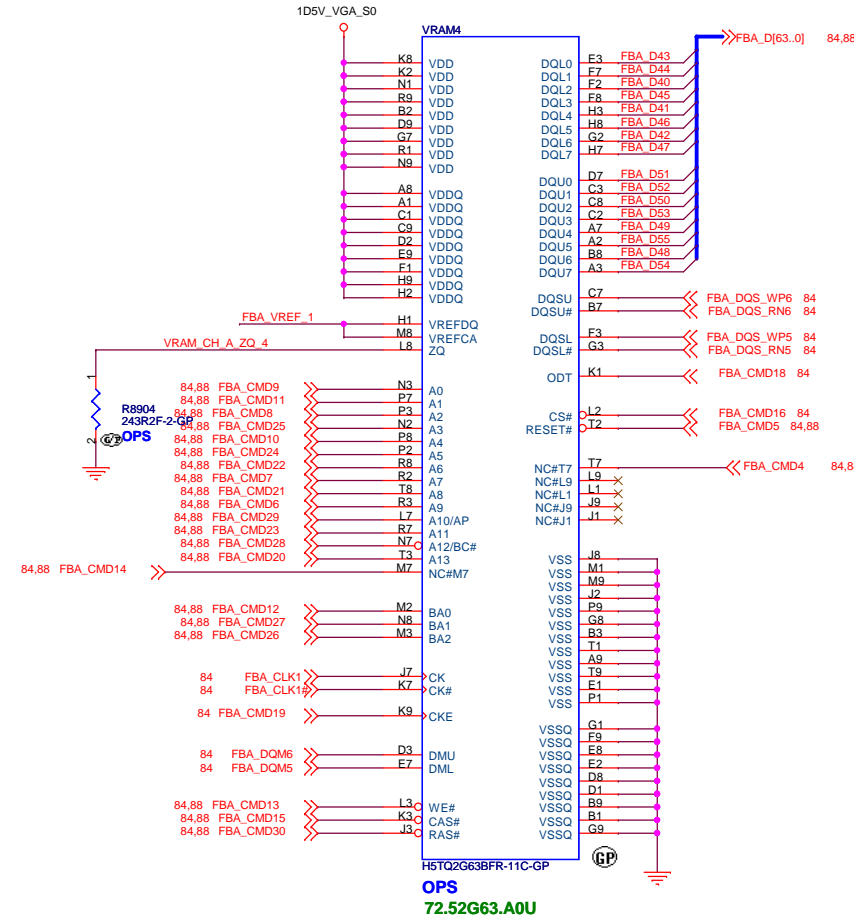 1D5V_VGA_S0
VRAM4
FBA_D[63..0] 84,88
K8 VDD DQL0 E3 FBA_D43
K2 VDD DQL1 F7 FBA_D44
N1 VDD DQL2 F2 FBA_D40
R9 VDD DQL3 F8 FBA_D45
B2 VDD DQL4 H3 FBA_D41
D9 VDD DQL5 H8 FBA_D46
G7 VDD DQL6 G2 FBA_D42
R1 VDD DQL7 H7 FBA_D47
N9 VDD
DQU0 D7 FBA_D51
A8 VDDQ DQU1 C3 FBA_D52
A1 VDDQ DQU2 C8 FBA_D50
C1 VDDQ DQU3 C2 FBA_D53
C9 VDDQ DQU4 A7 FBA_D49
D2 VDDQ DQU5 A2 FBA_D55
E9 VDDQ DQU6 B8 FBA_D48
F1 VDDQ DQU7 A3 FBA_D54
H9 VDDQ
H2 VDDQ DQSU C7 FBA_DQS_WP6 84
DQSU# B7 FBA_DQS_RN6 84
FBA_VREF_1 H1 VREFDQ
M8 VREFCA DQSL F3 FBA_DQS_WP5 84
VRAM_CH_A_ZQ_4 L8 ZQ DQSL# G3 FBA_DQS_RN5 84
1 ODT K1 FBA_CMD18 84
84,88 FBA_CMD9 N3 A0
84,88 FBA_CMD11 P7 A1
R8904
84,88 FBA_CMD8 P3 A2 CS# L2 FBA_CMD16 84
243R2F-2-GP
84,88 FBA_CMD25 N2 A3 RESET# T2 FBA_CMD5 84,88
2 GP OPS
84,88 FBA_CMD10 P8 A4
84,88 FBA_CMD24 P2 A5
84,88 FBA_CMD22 R8 A6 NC#T7 T7 FBA_CMD4
84,88 FBA_CMD7 R2 A7 NC#L9 L9
84,88 FBA_CMD21 T8 A8 NC#L1 L1
84,88 FBA_CMD6 R3 A9 NC#J9 J9
84,88 FBA_CMD29 L7 A10/AP NC#J1 J1
84,88 FBA_CMD23 R7 A11
84,88 FBA_CMD28 N7 A12/BC#
84,88 FBA_CMD20 T3 A13 VSS J8
84,88 FBA_CMD14 M7 NC#M7 VSS M1
VSS M9
VSS J2
84,88 FBA_CMD12 M2 BA0 VSS P9
84,88 FBA_CMD27 N8 BA1 VSS G8
84,88 FBA_CMD26 M3 BA2 VSS B3
VSS T1
VSS A9
84 FBA_CLK1 J7 CK VSS T9
84 FBA_CLK1# K7 CK# VSS E1
VSS P1
84 FBA_CMD19 K9 CKE
VSSQ G1
VSSQ F9
84 FBA_DQM6 D3 DMU VSSQ E8
84 FBA_DQM5 E7 DML VSSQ E2
VSSQ D8
VSSQ D1
84,88 FBA_CMD13 L3 WE# VSSQ B9
84,88 FBA_CMD15 K3 CAS# VSSQ B1
84,88 FBA_CMD30 J3 RAS# VSSQ G9
GP
H5TQ2G63BFR-11C-GP
OPS
72.52G63.A0U